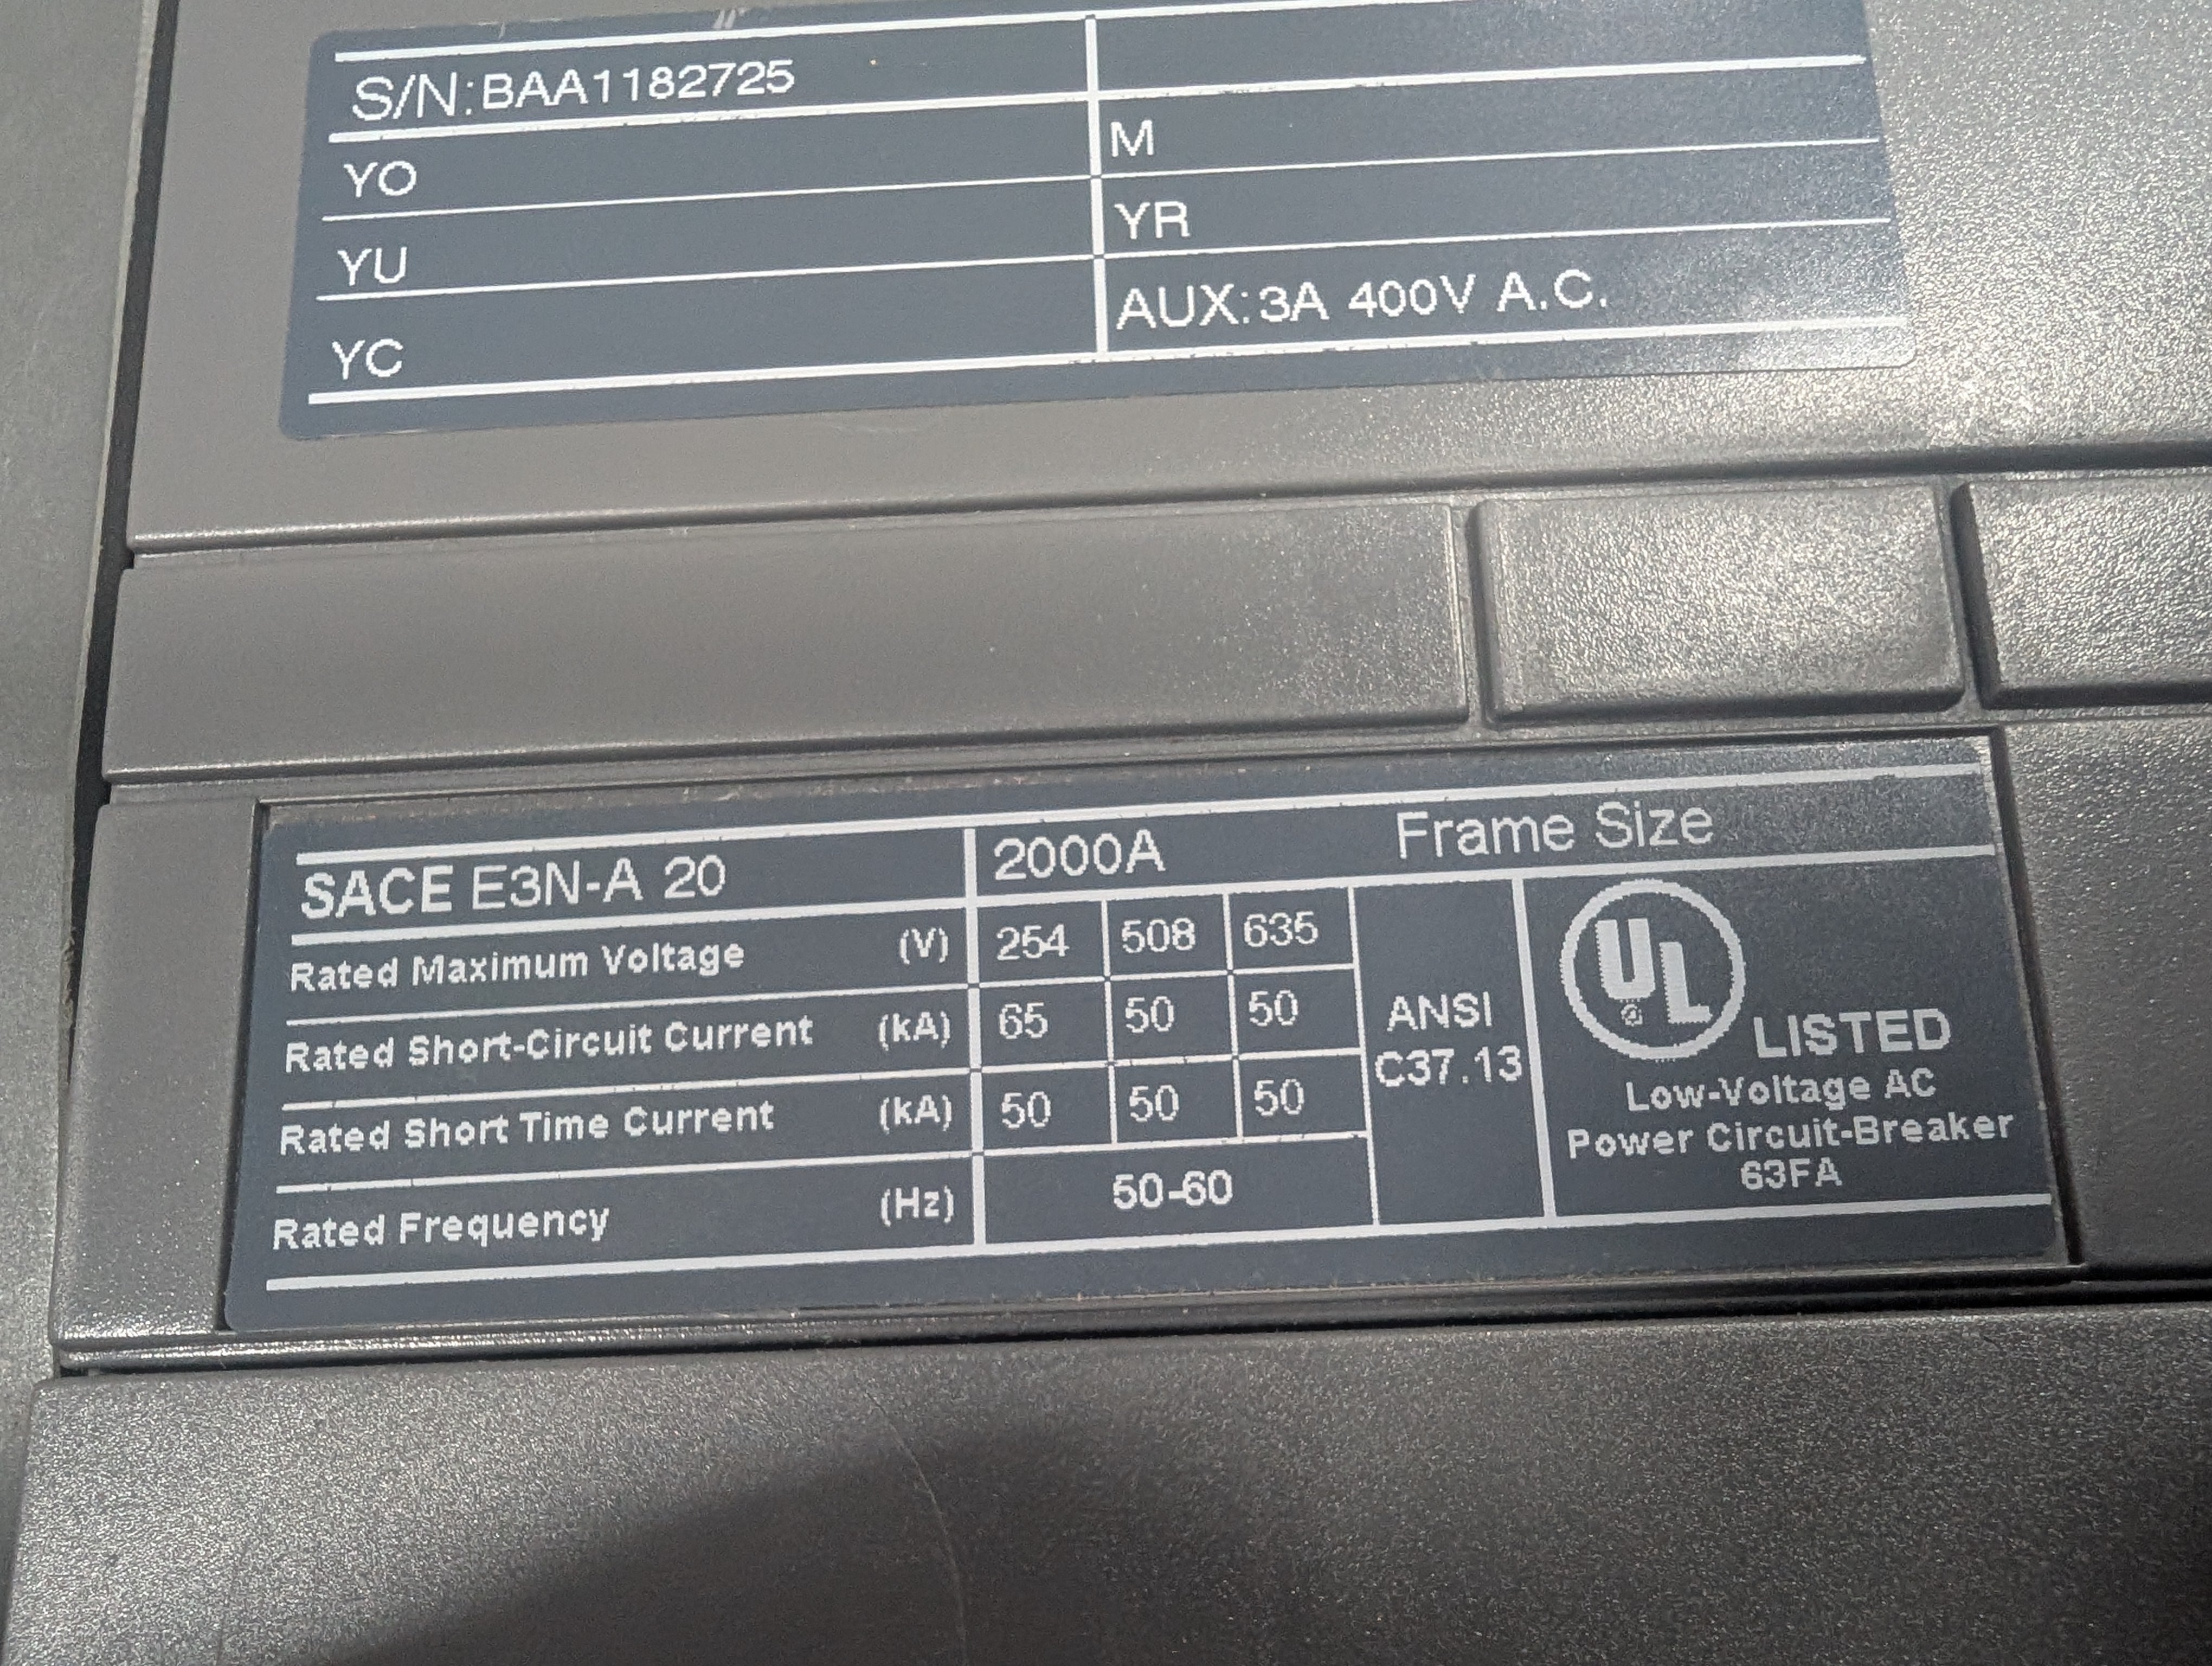 S/N:BAA1182725
YO M
YU YR
YC AUX:3A 400V A.C.
SACE E3N-A 20 2000A Frame Size
Rated Maximum Voltage (V) 254 508 635
Rated Short-Circuit Current (kA) 65 50 50
Rated Short Time Current (kA) 50 50 50
Rated Frequency (Hz) 50-60
ANSI
C37.13
UL ® LISTED
Low-Voltage AC
Power Circuit-Breaker
63FA